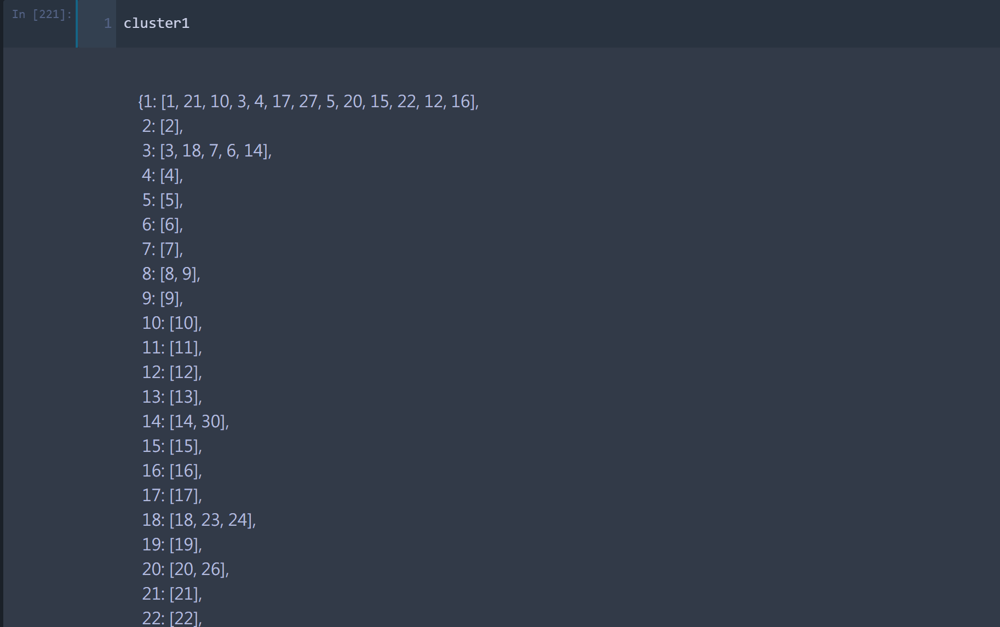 In [221]:
1 cluster1
{1: [1, 21, 10, 3, 4, 17, 27, 5, 20, 15, 22, 12, 16],
2: [2],
3: [3, 18, 7, 6, 14],
4: [4],
5: [5],
6: [6],
7: [7],
8: [8, 9],
9: [9],
10: [10],
11: [11],
12: [12],
13: [13],
14: [14, 30],
15: [15],
16: [16],
17: [17],
18: [18, 23, 24],
19: [19],
20: [20, 26],
21: [21],
22: [22],